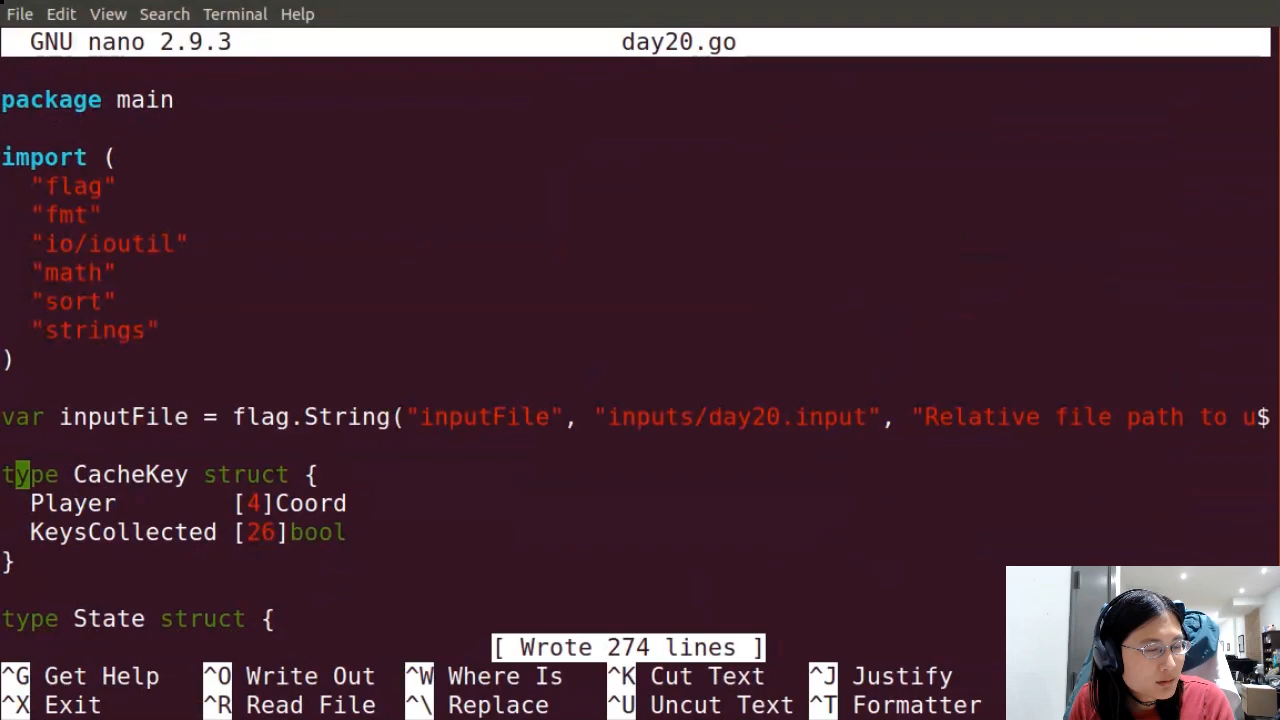 File Edit View Search Terminal Help
GNU nano 2.9.3 day20.go
package main
import (
"flag"
"fmt"
"io/ioutil"
"math"
"sort"
"strings"
)
var inputFile = flag.String("inputFile", "inputs/day20.input", "Relative file path to u$
type CacheKey struct {
Player [4]Coord
KeysCollected [26]bool
}
type State struct {
[ Wrote 274 lines ]
^G Get Help ^O Write Out ^W Where Is ^K Cut Text ^J Justify
^X Exit ^R Read File ^\ Replace ^U Uncut Text ^T Formatter